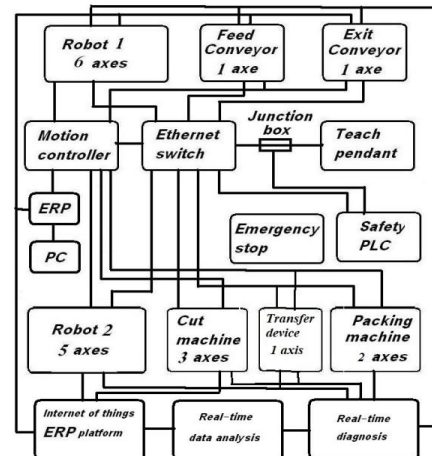 Robot 1
6 axes
Feed
Conveyor
1 axe
Exit
Conveyor
1 axe
Motion
controller
Ethernet
switch
Junction
box
Teach
pendant
ERP
PC
Emergency
stop
Safety
PLC
Robot 2
5 axes
Cut
machine
3 axes
Transfer
device
1 axis
Packing
machine
2 axes
Internet of things
ERP platform
Real-time
data analysis
Real-time
diagnosis